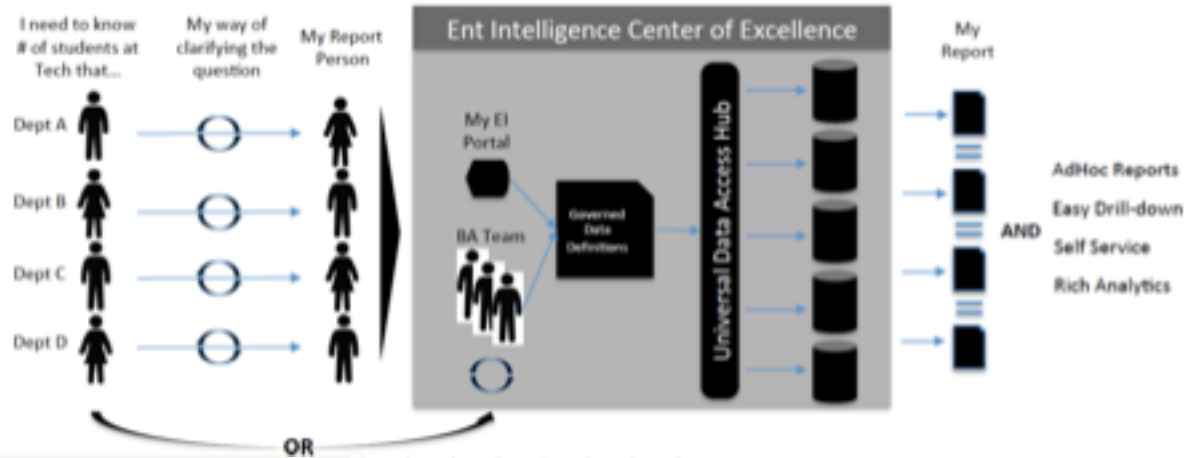 I need to know
# of students at
Tech that...
My way of
clarifying the
question
My Report
Person
Ent Intelligence Center of Excellence
My
Report
Dept A
Dept B
Dept C
Dept D
My EI
Portal
BA Team
Governed
Data
Definitions
Universal Data Access Hub
AND
AdHoc Reports
Easy Drill-down
Self Service
Rich Analytics
OR